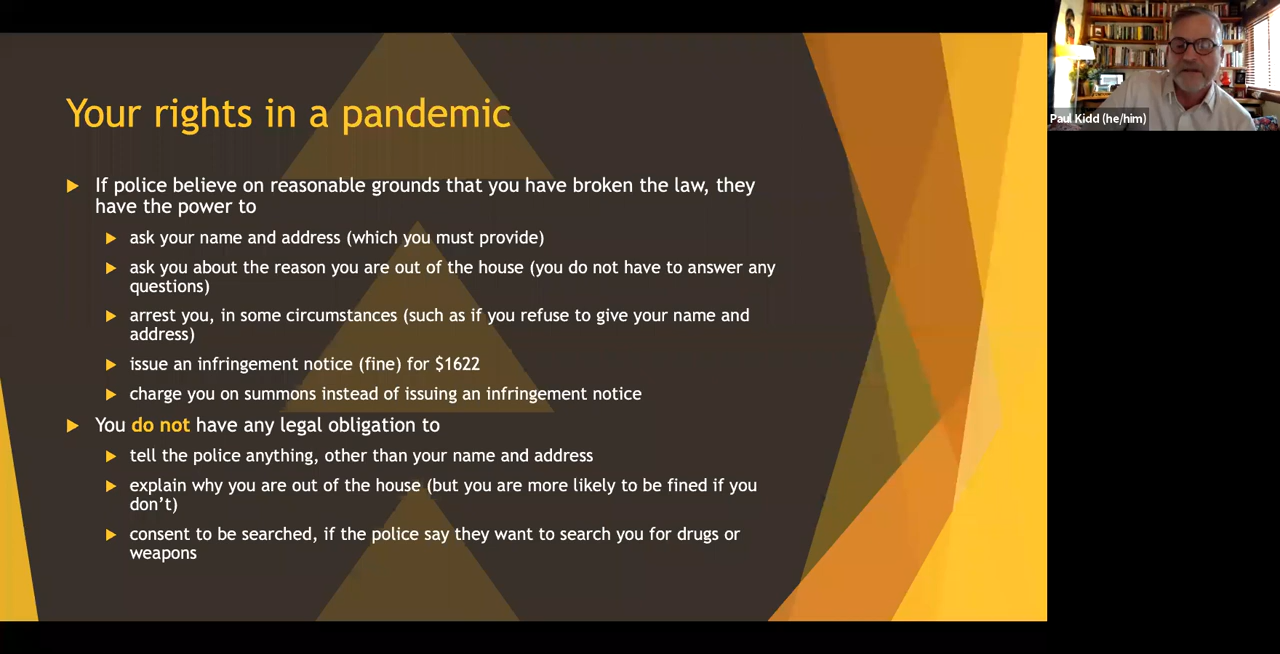 Your rights in a pandemic
If police believe on reasonable grounds that you have broken the law, they
have the power to
ask your name and address (which you must provide)
ask you about the reason you are out of the house (you do not have to answer any
questions)
arrest you, in some circumstances (such as if you refuse to give your name and
address)
issue an infringement notice (fine) for $1622
charge you on summons instead of issuing an infringement notice
You do not have any legal obligation to
tell the police anything, other than your name and address
explain why you are out of the house (but you are more likely to be fined if you
don’t)
consent to be searched, if the police say they want to search you for drugs or
weapons
Paul Kidd (he/him)